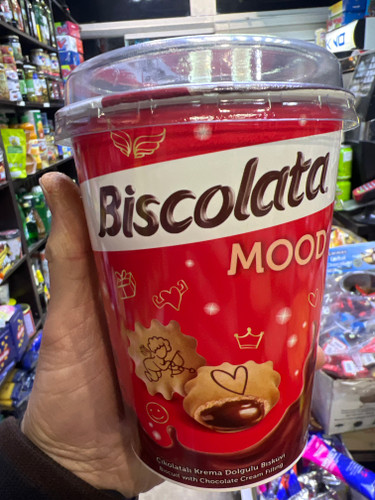 Biscolata
MOOD
Çikolatalı Krema Dolgulu Bisküvi
Biscuit with Chocolate Cream Filling